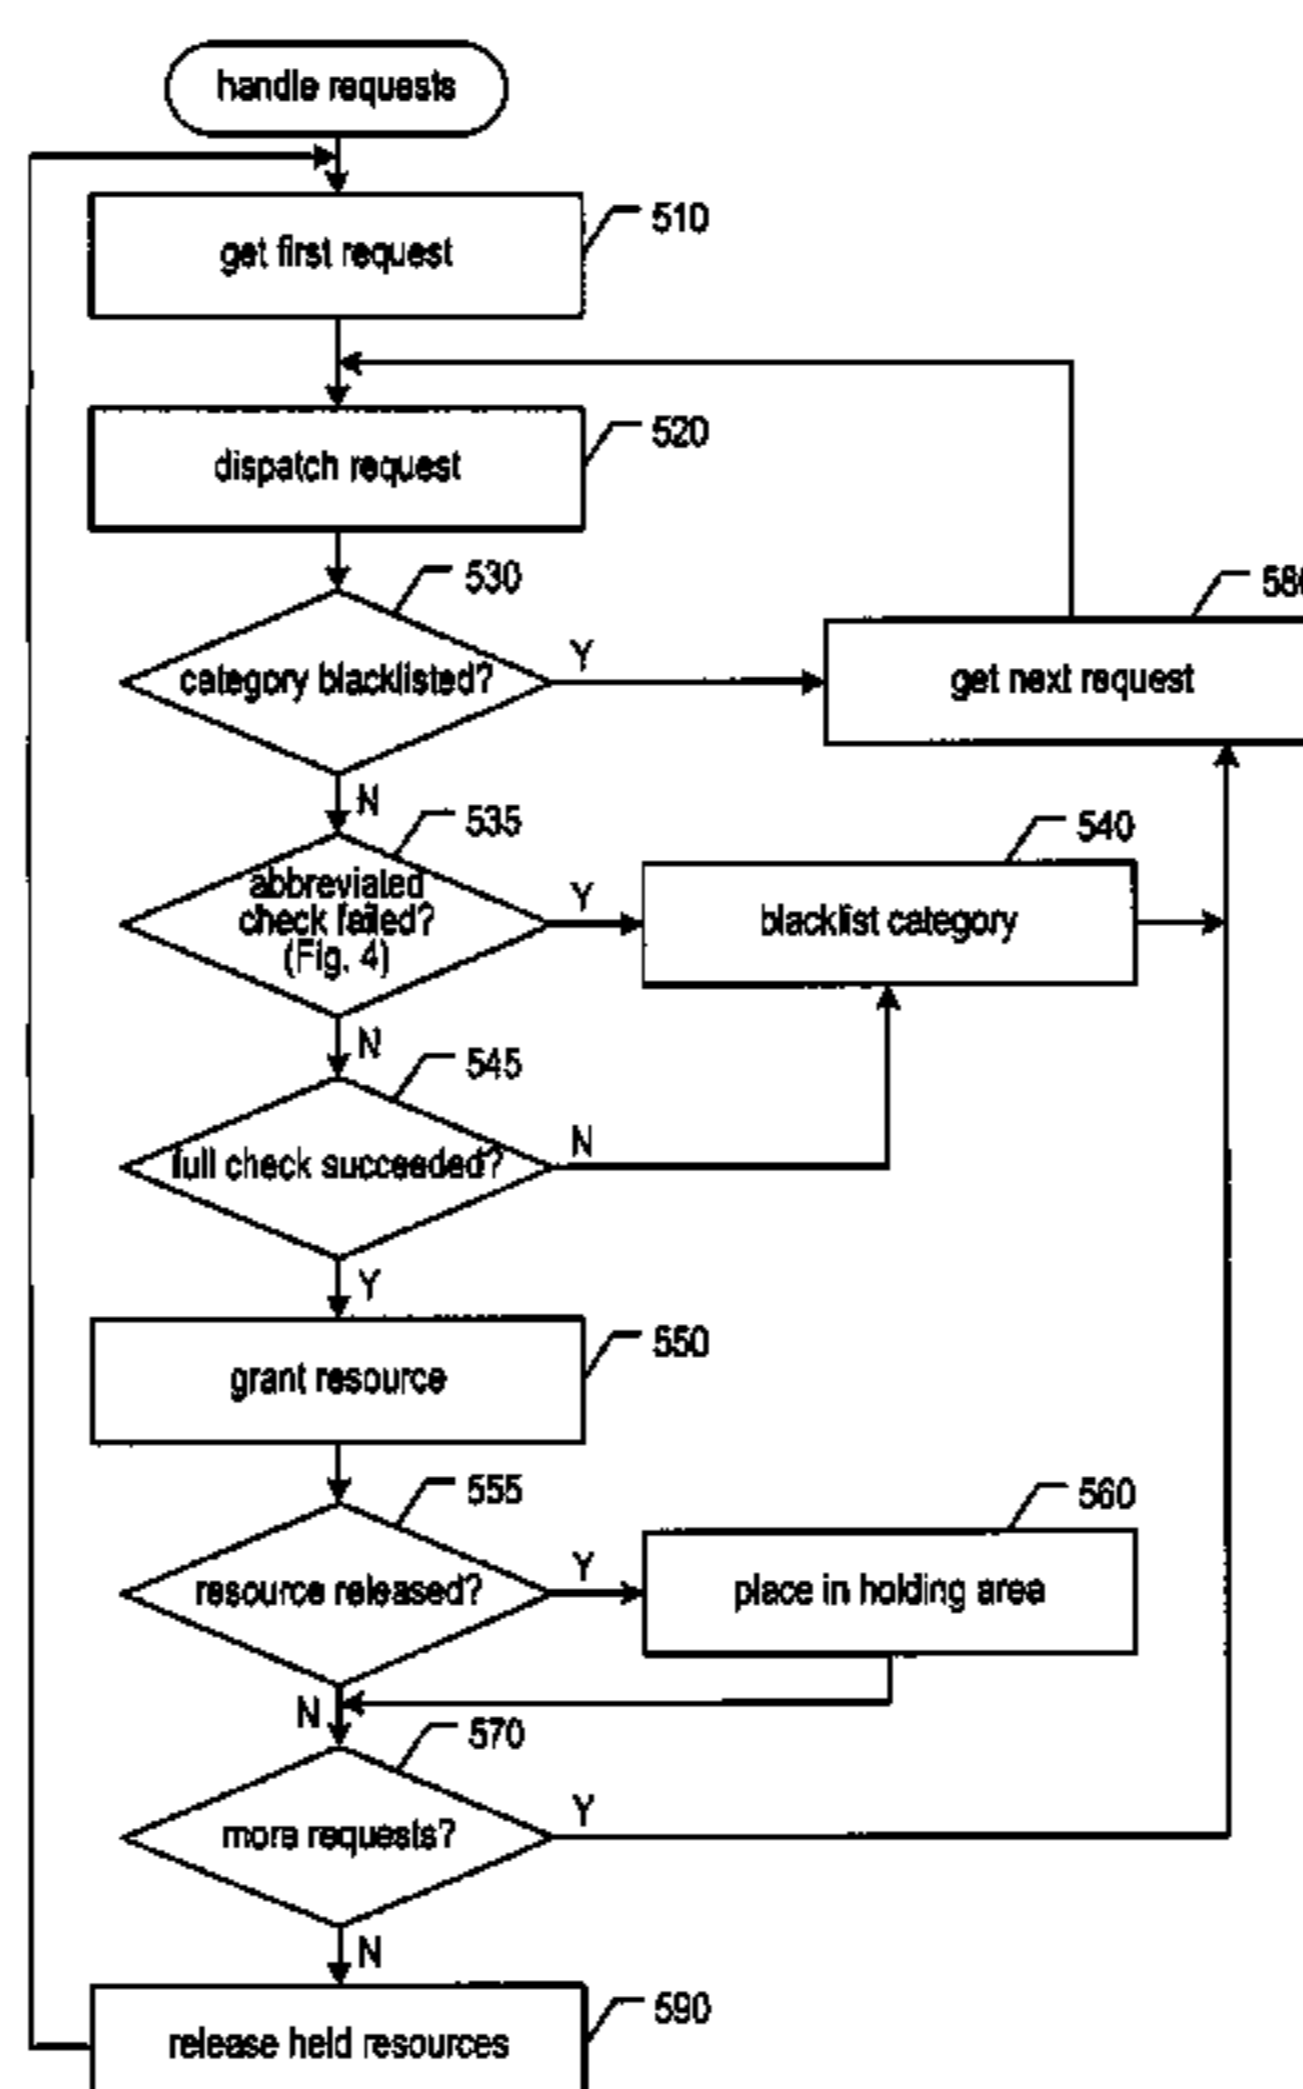 handle requests
get first request
510
dispatch request
520
530
category blacklisted?
Y
get next request
N
535
abbreviated
check failed?
(Fig. 4)
Y
540
blacklist category
N
545
full check succeeded?
N
Y
grant resource
550
555
resource released?
Y
560
place in holding area
N
570
more requests?
Y
N
release held resources
590